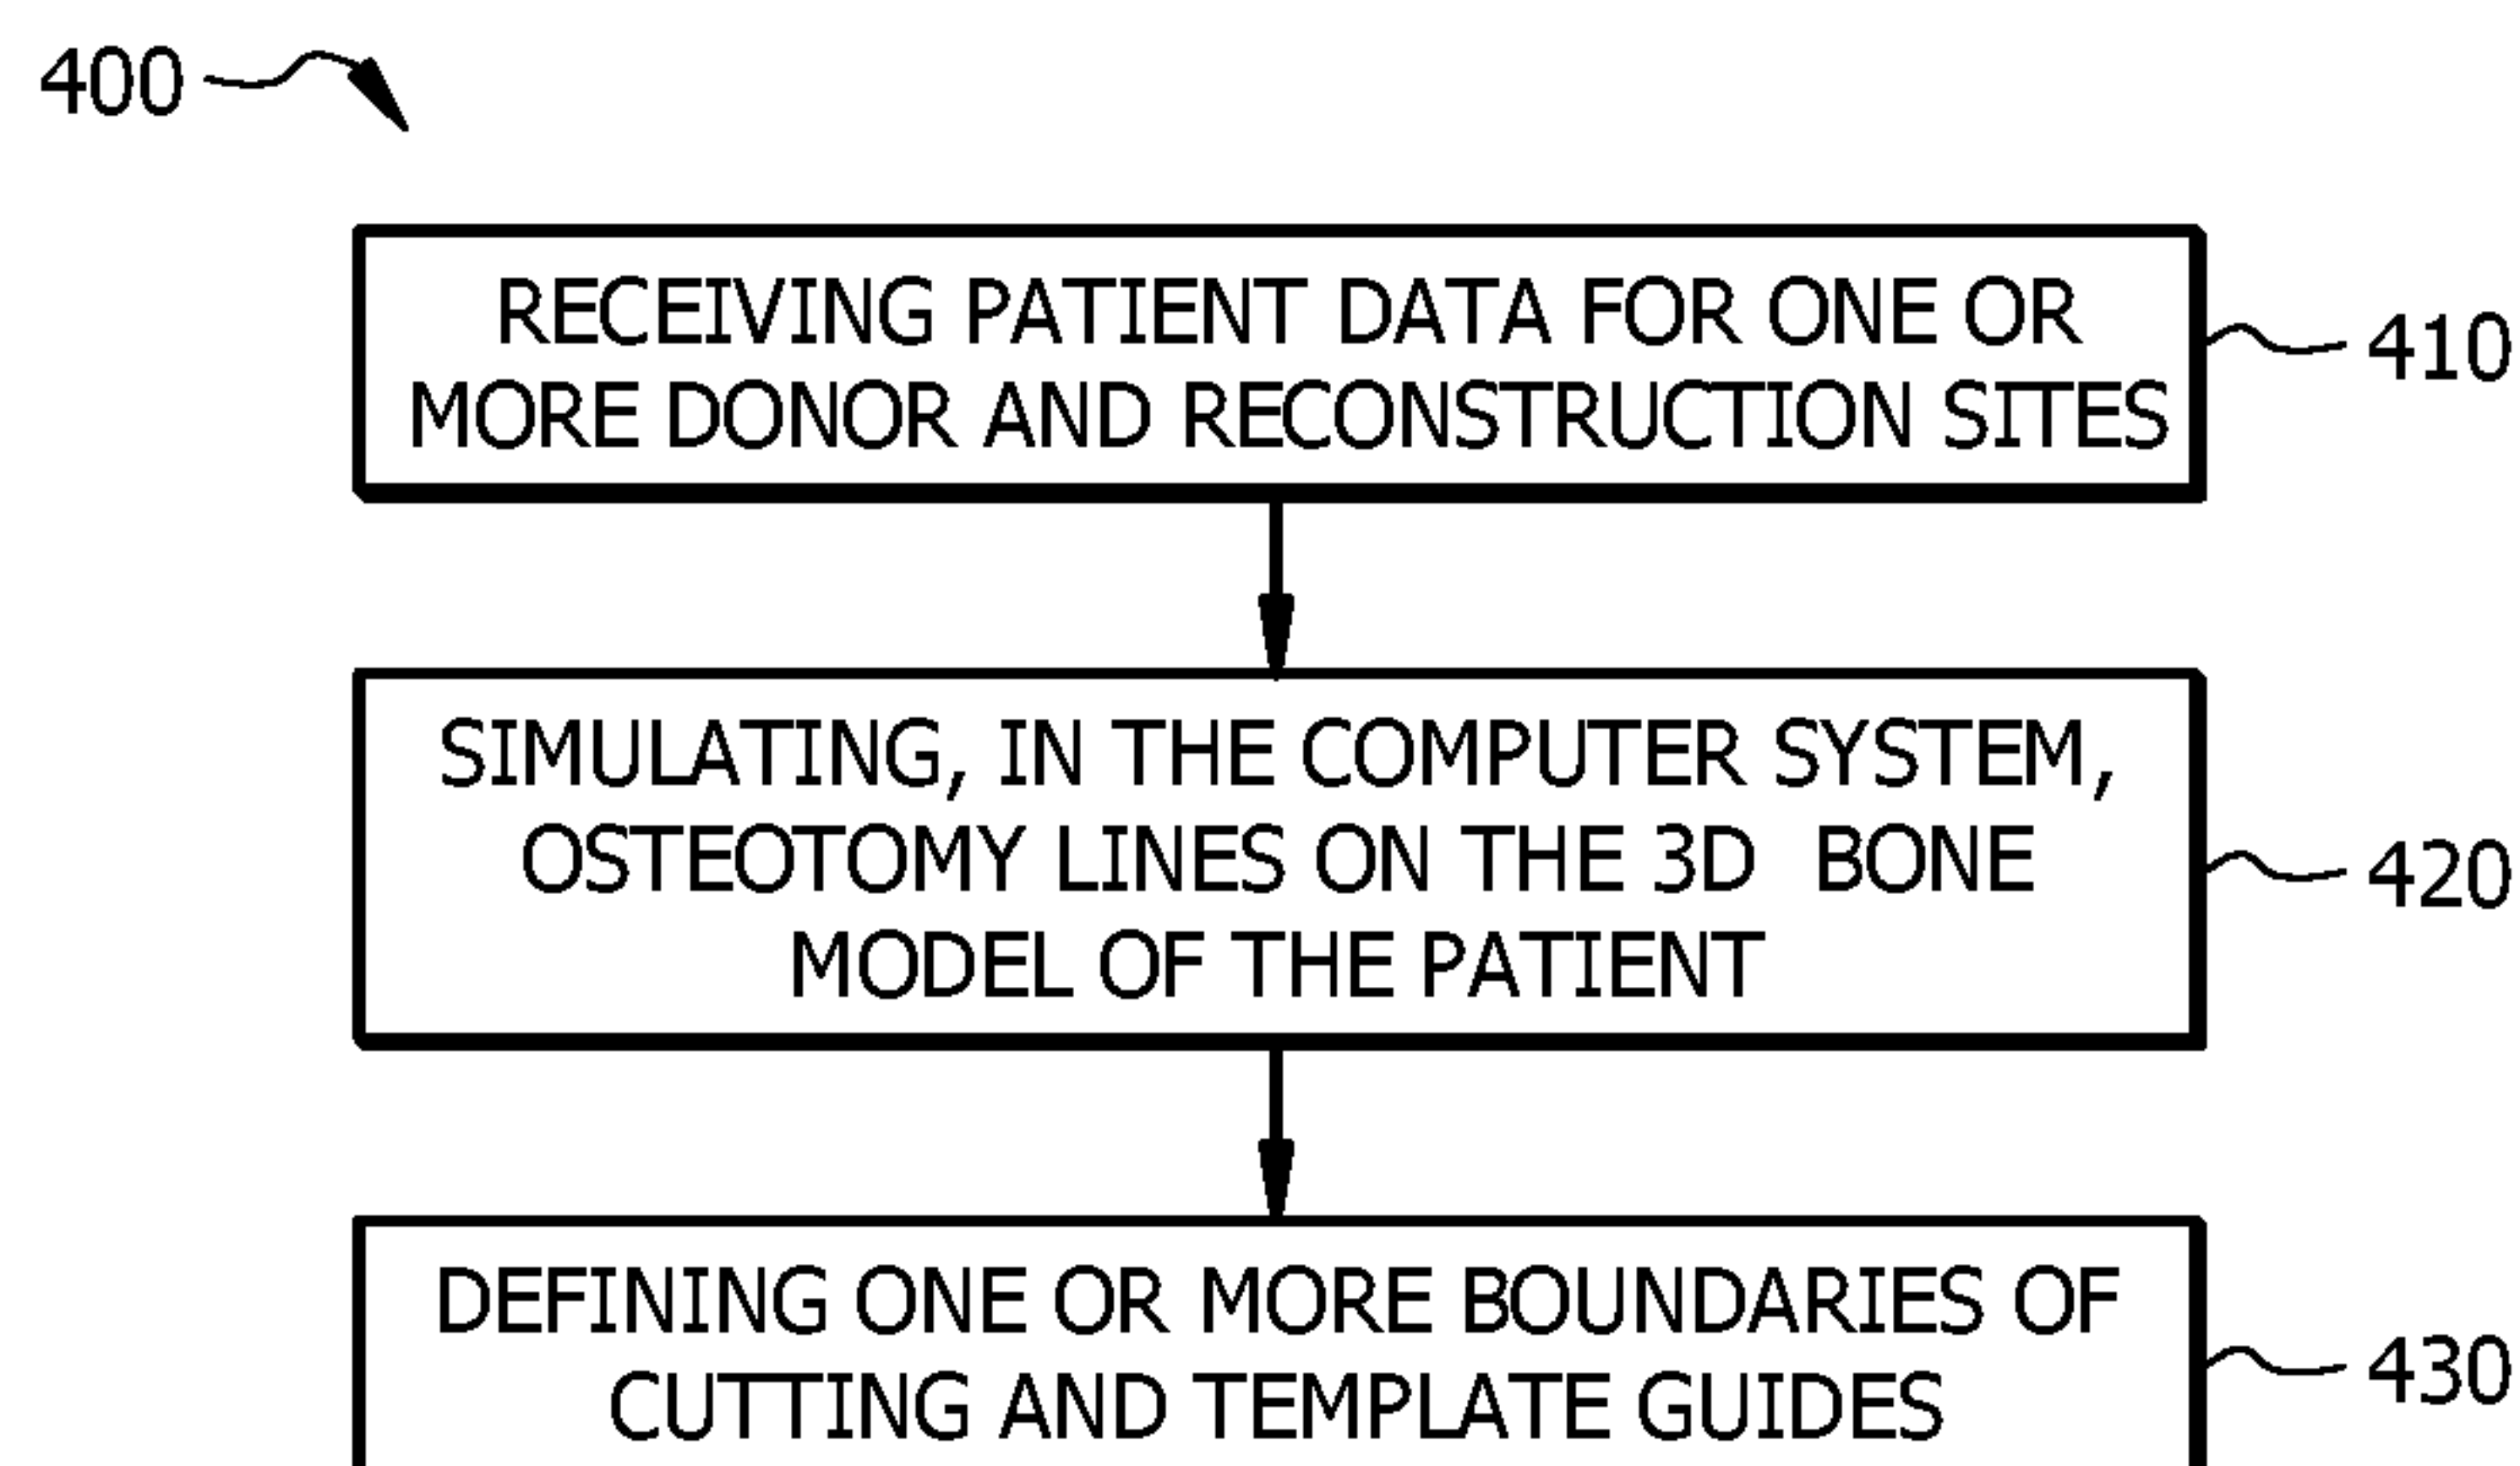 400
RECEIVING PATIENT DATA FOR ONE OR
MORE DONOR AND RECONSTRUCTION SITES
410
SIMULATING, IN THE COMPUTER SYSTEM,
OSTEOTOMY LINES ON THE 3D BONE
MODEL OF THE PATIENT
420
DEFINING ONE OR MORE BOUNDARIES OF
CUTTING AND TEMPLATE GUIDES
430